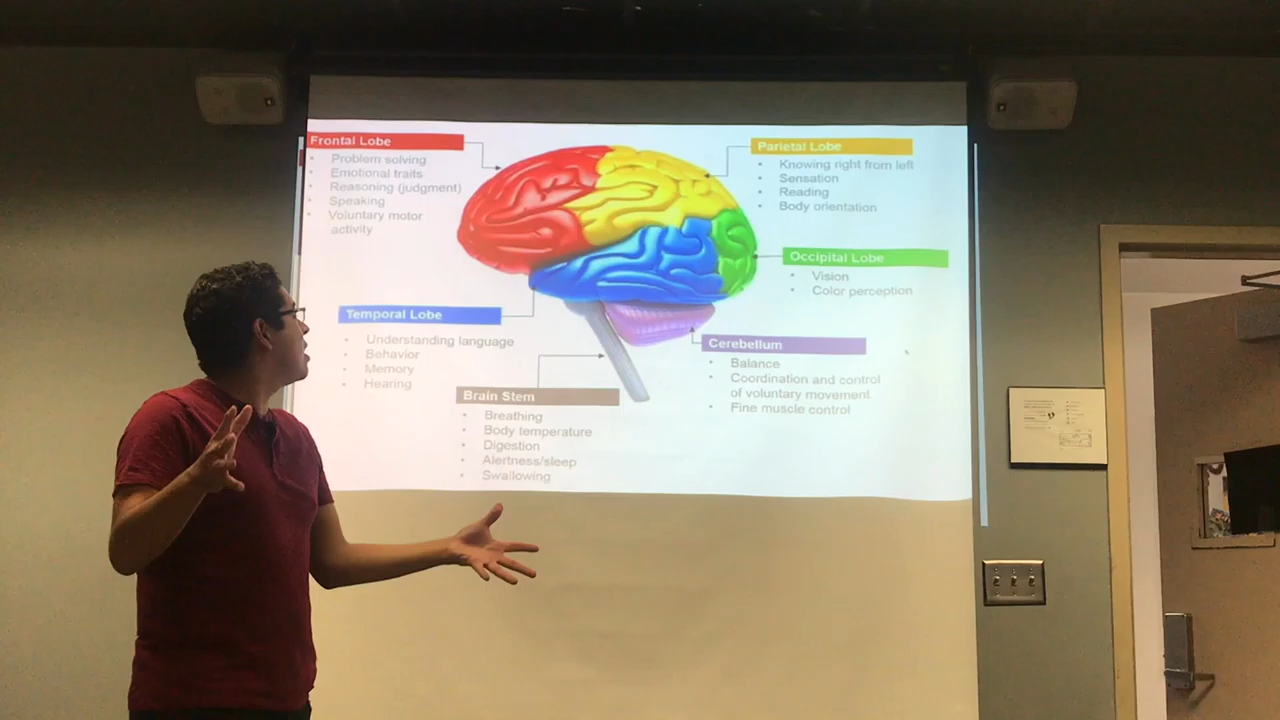 Frontal Lobe
• Problem solving
• Emotional traits
• Reasoning (judgment)
• Speaking
• Voluntary motor
activity
Parietal Lobe
• Knowing right from left
• Sensation
• Reading
• Body orientation
Occipital Lobe
• Vision
• Color perception
Temporal Lobe
• Understanding language
• Behavior
• Memory
• Hearing
Cerebellum
• Balance
• Coordination and control
of voluntary movement
• Fine muscle control
Brain Stem
• Breathing
• Body temperature
• Digestion
• Alertness/sleep
• Swallowing